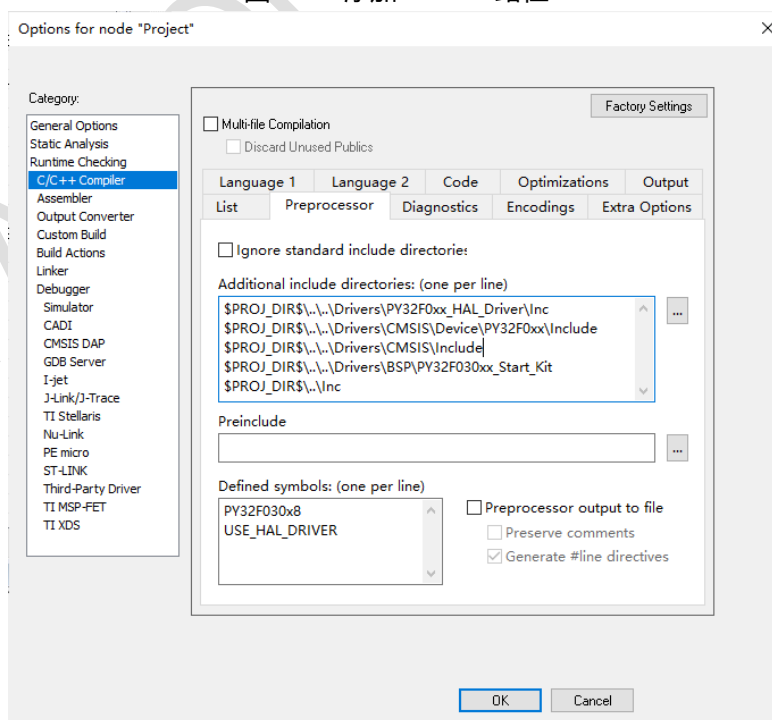 Options for node "Project"
Category:
General Options
Static Analysis
Runtime Checking
C/C++ Compiler
Assembler
Output Converter
Custom Build
Build Actions
Linker
Debugger
Simulator
CADI
CMSIS DAP
GDB Server
I-jet
J-Link/J-Trace
TI Stellaris
Nu-Link
PE micro
ST-LINK
Third-Party Driver
TI MSP-FET
TI XDS
Factory Settings
Multi-file Compilation
Discard Unused Publics
Language 1 Language 2 Code Optimizations Output
List Preprocessor Diagnostics Encodings Extra Options
Ignore standard include directories
Additional include directories: (one per line)
$PROJ_DIR$\..\..\Drivers\PY32F0xx_HAL_Driver\Inc
$PROJ_DIR$\..\..\Drivers\CMSIS\Device\PY32F0xx\Include
$PROJ_DIR$\..\..\Drivers\CMSIS\Include
$PROJ_DIR$\..\..\Drivers\BSP\PY32F030xx_Start_Kit
$PROJ_DIR$\..\Inc
...
Preinclude
...
Defined symbols: (one per line)
PY32F030x8
USE_HAL_DRIVER
Preprocessor output to file
Preserve comments
Generate #line directives
OK Cancel